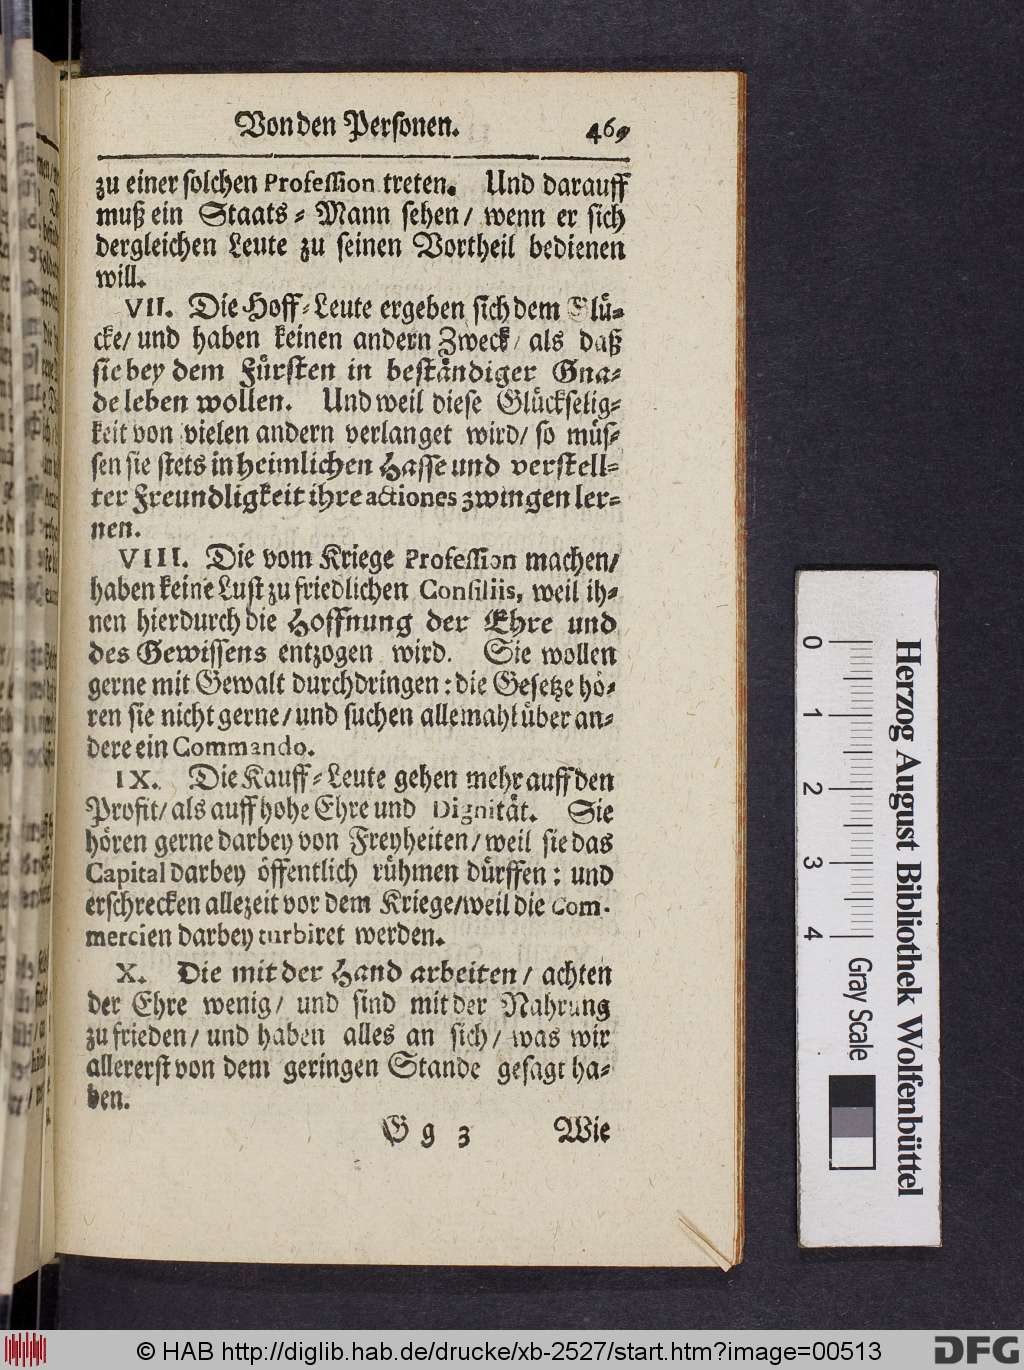 Von den Personen. 469
zu einer solchen Profession treten. Und darauff
muß ein Staats-Mann sehen/ wenn er sich
dergleichen Leute zu seinen Vortheil bedienen
will.
VII. Die Hoff-Leute ergeben sich dem Glü-
cke/ und haben keinen andern Zweck/ als daß
sie bey dem Fürsten in beständiger Gna-
de leben wollen. Und weil diese Glückselig-
keit von vielen andern verlanget wird/ so müs-
sen sie stets in heimlichen Hasse und verstell-
ter Freundligkeit ihre actiones zwingen ler-
nen.
VIII. Die vom Kriege Profession machen/
haben keine Lust zu friedlichen Consiliis, weil ih-
nen hierdurch die Hoffnung der Ehre und
des Gewissens entzogen wird. Sie wollen
gerne mit Gewalt durchdringen: die Gesetze hö-
ren sie nicht gerne/ und suchen allemahl über an-
dere ein Commando.
IX. Die Kauff-Leute gehen mehr auff den
Profit/ als auff hohe Ehre und Dignität. Sie
hören gerne darbey von Freyheiten/ weil sie das
Capital darbey öffentlich rühmen dürffen: und
erschrecken allezeit vor dem Kriege/ weil die Com-
mercien darbey turbiret werden.
X. Die mit der Hand arbeiten/ achten
der Ehre wenig/ und sind mit der Nahrung
zu frieden/ und haben alles an sich/ was wir
allererst von dem geringen Stande gesagt ha-
ben.
G g 3 Wie
0 1 2 3 4
Gray Scale
Herzog August Bibliothek Wolfenbüttel
© HAB http://diglib.hab.de/drucke/xb-2527/start.htm?image=00513
DFG